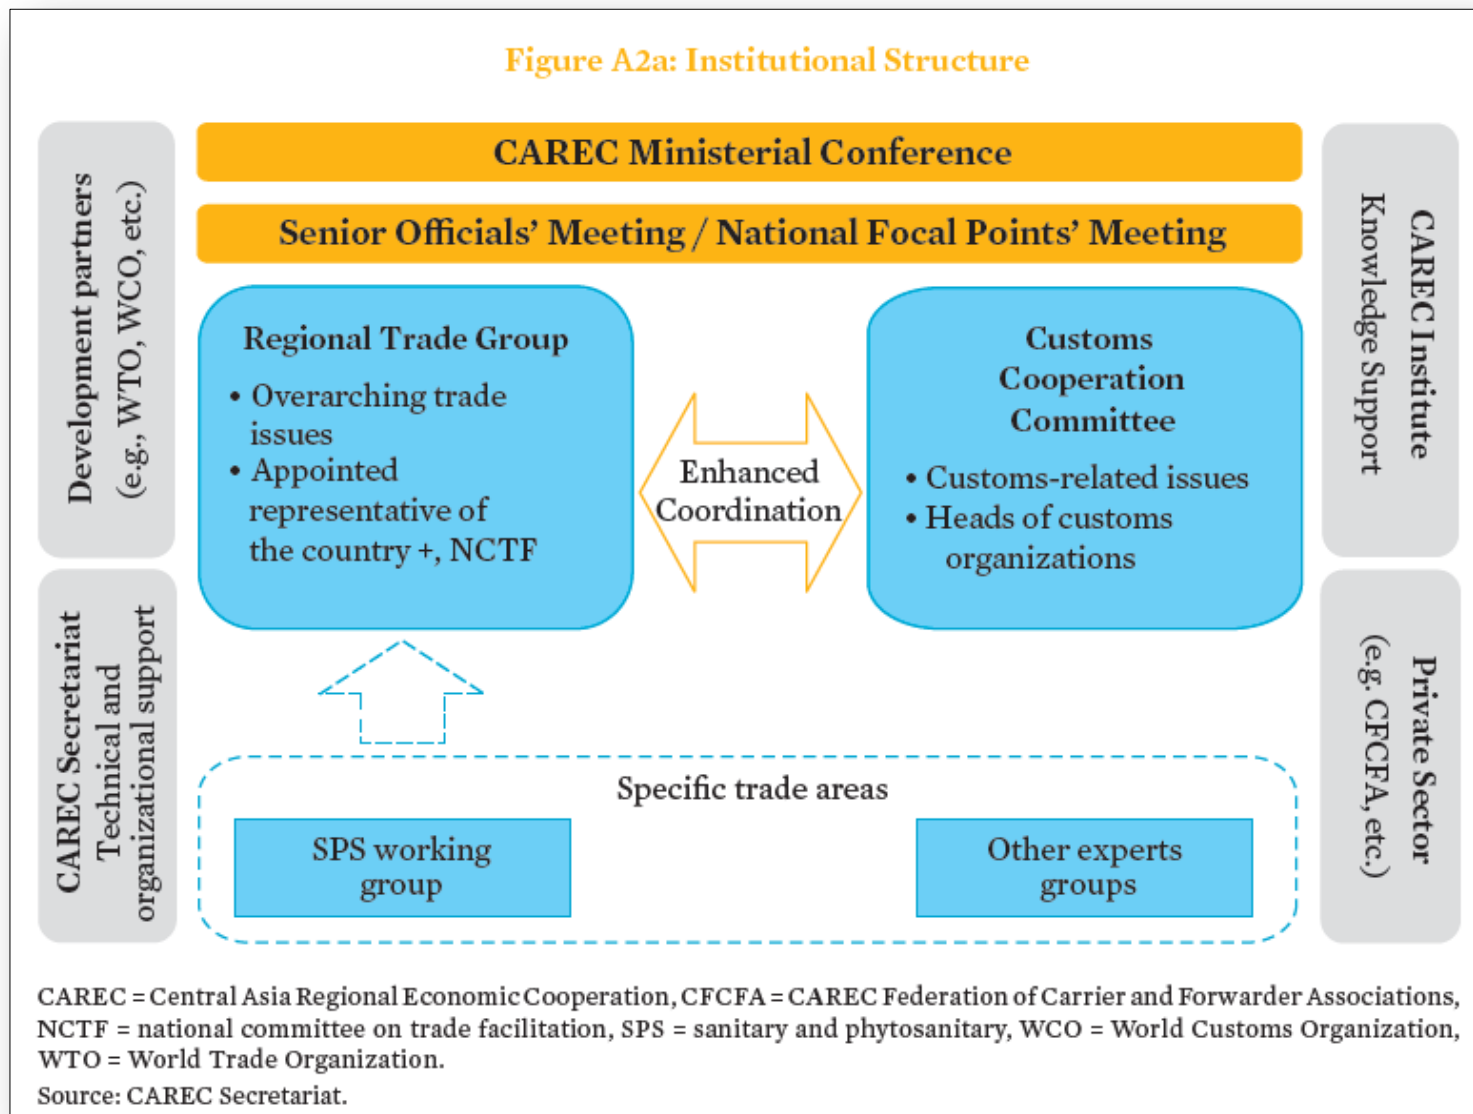 Figure A2a: Institutional Structure
Development partners
(e.g., WTO, WCO, etc.)
CAREC Secretariat
Technical and
organizational support
CAREC Ministerial Conference
Senior Officials’ Meeting / National Focal Points’ Meeting
Regional Trade Group
• Overarching trade
issues
• Appointed
representative of
the country +, NCTF
Enhanced
Coordination
Customs
Cooperation
Committee
• Customs-related issues
• Heads of customs
organizations
Specific trade areas
SPS working
group
Other experts
groups
CAREC Institute
Knowledge Support
Private Sector
(e.g. CFCFA, etc.)
CAREC = Central Asia Regional Economic Cooperation, CFCFA = CAREC Federation of Carrier and Forwarder Associations,
NCTF = national committee on trade facilitation, SPS = sanitary and phytosanitary, WCO = World Customs Organization,
WTO = World Trade Organization.
Source: CAREC Secretariat.